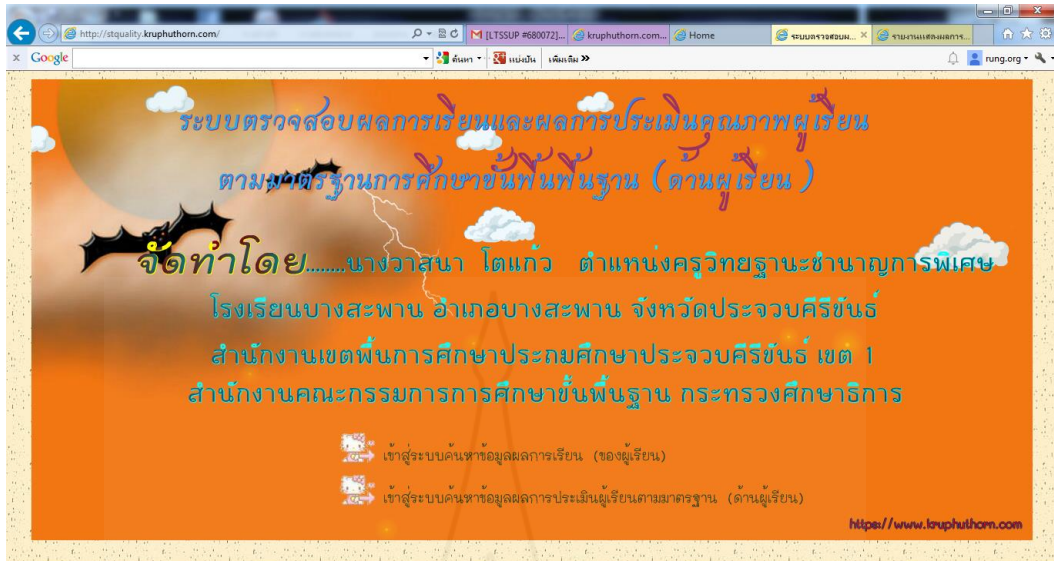 http://stquality.kruphuthorn.com/
[LTSSUP #680072]... kruphuthorn.com... Home ระบบตรวจสอบผ... รายงานแสดงผลการ...
x Google ค้นหา แบ่งปัน เพิ่มเติม >> rung.org
ระบบตรวจสอบผลการเรียนและผลการประเมินคุณภาพผู้เรียน
ตามมาตรฐานการศึกษาขั้นพื้นพื้นฐาน (ด้านผู้เรียน )
จัดทำโดย........นางวาสนา โตแก้ว ตำแหน่งครูวิทยฐานะชำนาญการพิเศษ
โรงเรียนบางสะพาน อำเภอบางสะพาน จังหวัดประจวบคีรีขันธ์
สำนักงานเขตพื้นการศึกษาประถมศึกษาประจวบคีรีขันธ์ เขต 1
สำนักงานคณะกรรมการการศึกษาขั้นพื้นฐาน กระทรวงศึกษาธิการ
เข้าสู่ระบบค้นหาข้อมูลผลการเรียน (ของผู้เรียน)
เข้าสู่ระบบค้นหาข้อมูลผลการประเมินผู้เรียนตามมาตรฐาน (ด้านผู้เรียน)
https://www.kruphuthorn.com